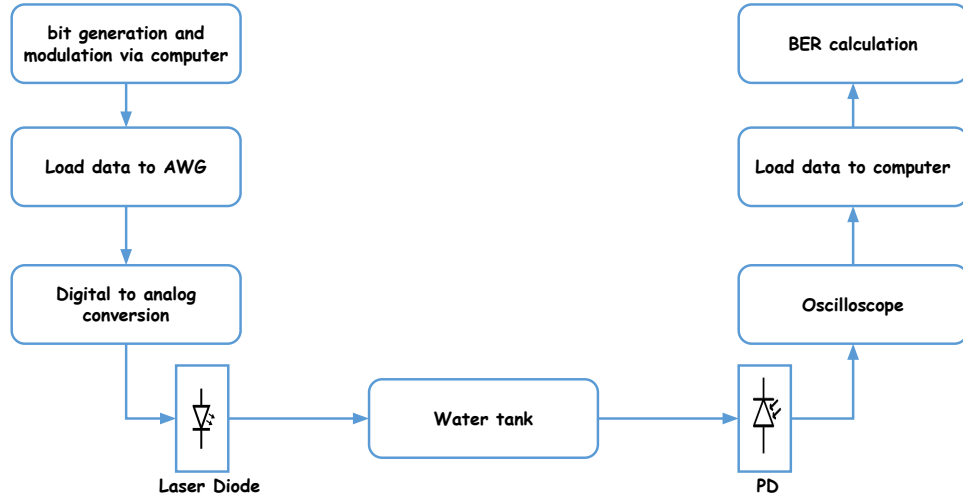 bit generation and
modulation via computer
Load data to AWG
Digital to analog
conversion
Laser Diode
Water tank
PD
Oscilloscope
Load data to computer
BER calculation